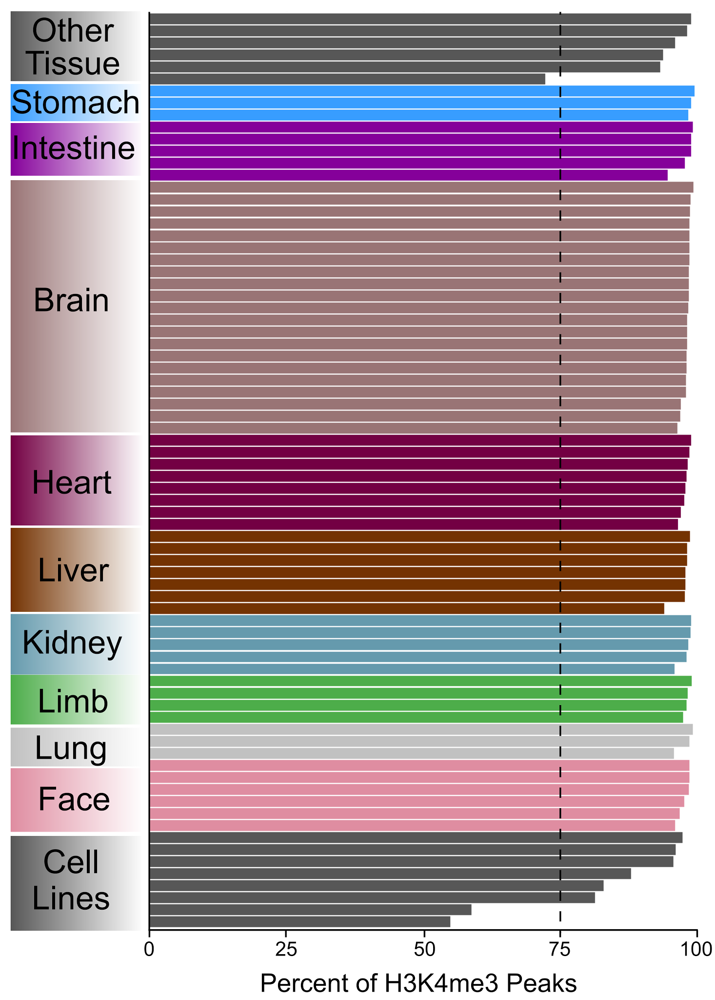 Other
Tissue
Stomach
Intestine
Brain
Heart
Liver
Kidney
Limb
Lung
Face
Cell
Lines
0 25 50 75 100
Percent of H3K4me3 Peaks